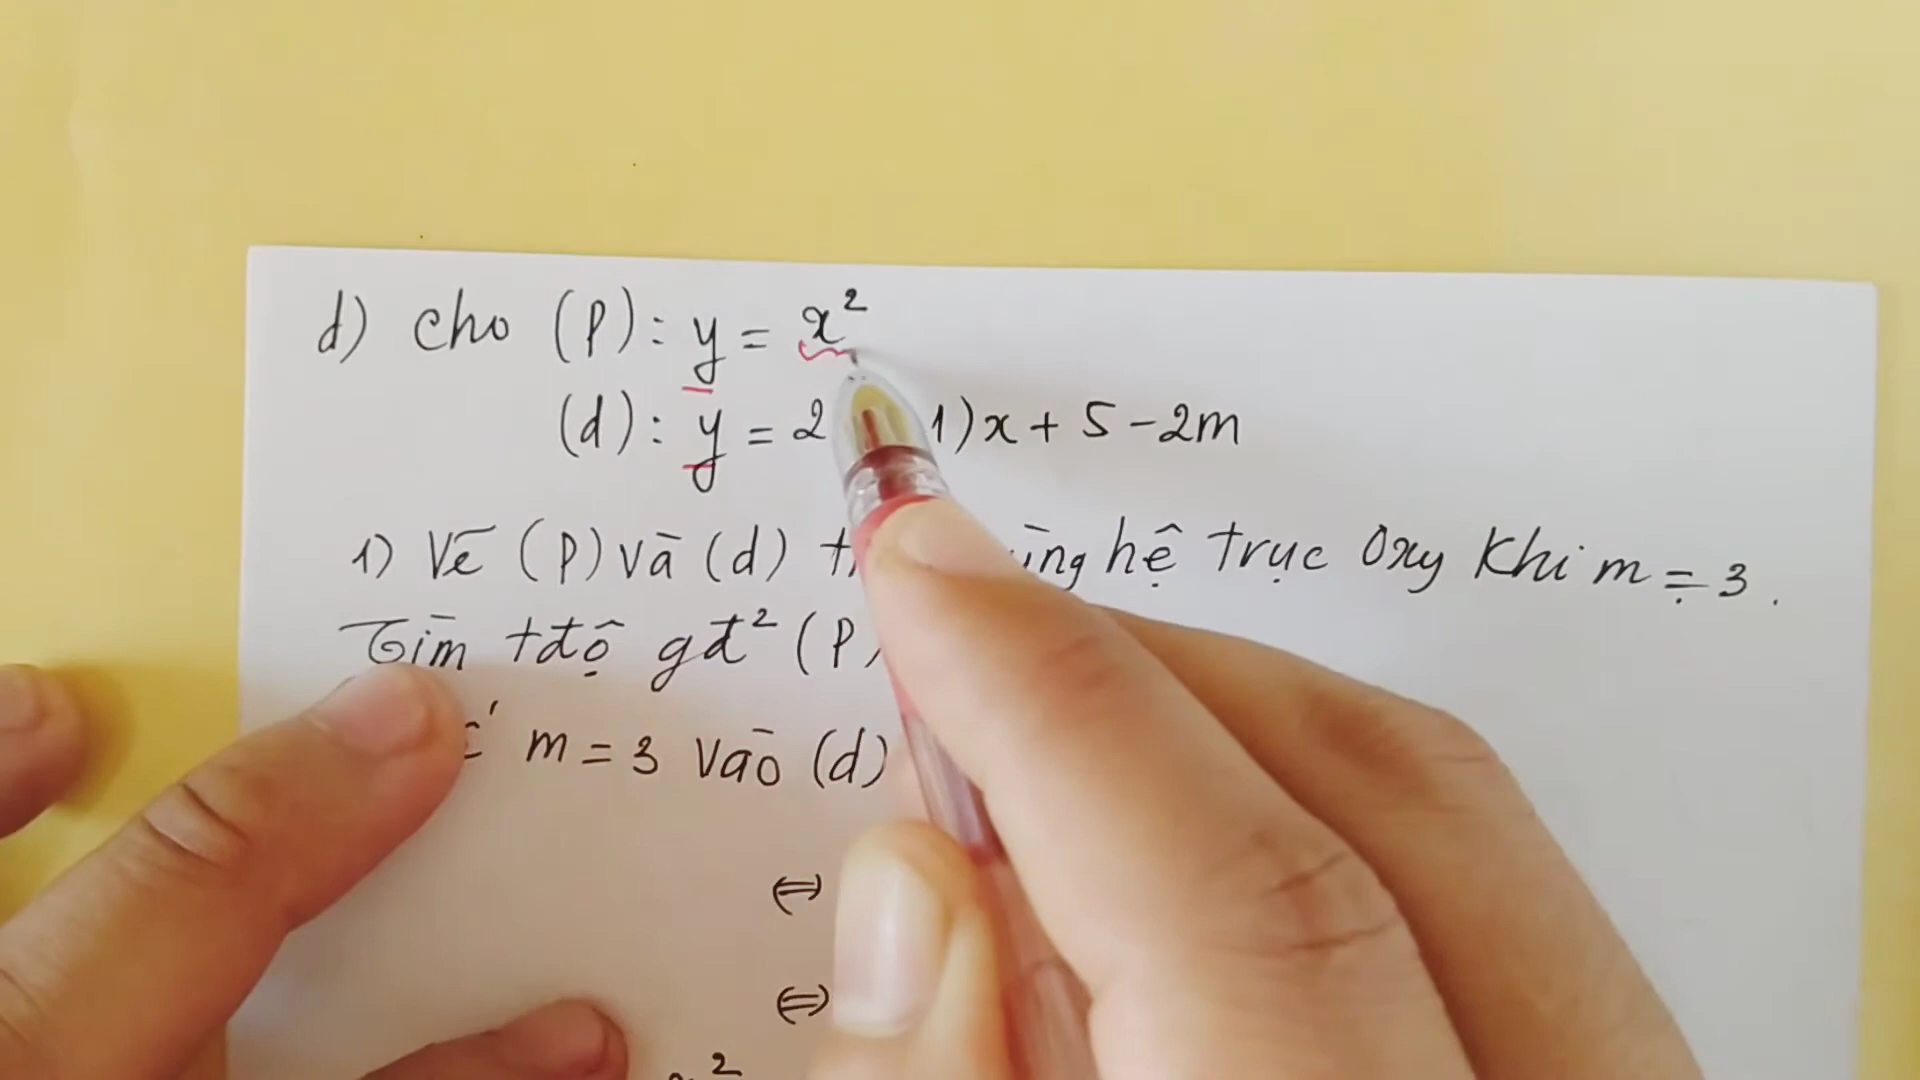 d) cho (P): y = x²
(d): y = 2 1)x + 5 - 2m
1) Vẽ (P) và (d) hệ trục Oxy khi m = 3.
Tìm tđộ gđ² (P)
m = 3 vào (d)
⇔
⇔
2